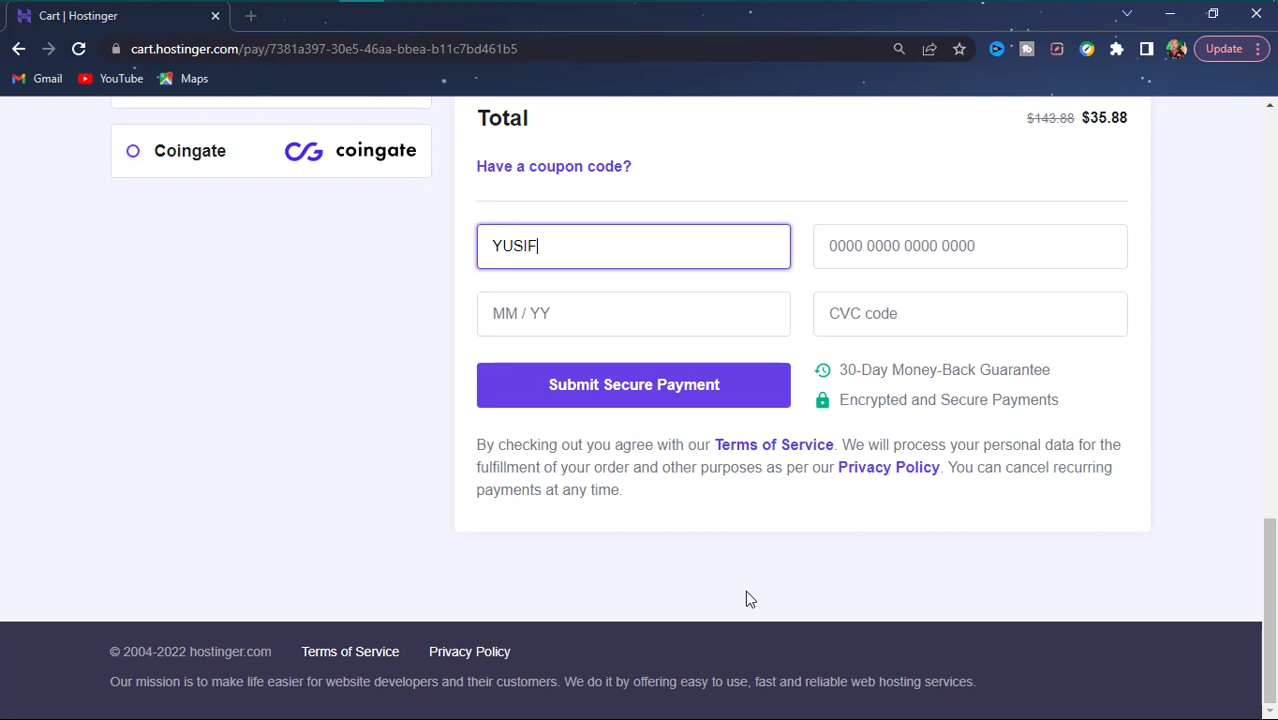 Cart | Hostinger
cart.hostinger.com/pay/7381a397-30e5-46aa-bbea-b11c7bd461b5
Update
Gmail
YouTube
Maps
Total
$143.88 $35.88
Coingate
coingate
Have a coupon code?
YUSIF
0000 0000 0000 0000
MM / YY
CVC code
Submit Secure Payment
30-Day Money-Back Guarantee
Encrypted and Secure Payments
By checking out you agree with our Terms of Service. We will process your personal data for the
fulfillment of your order and other purposes as per our Privacy Policy. You can cancel recurring
payments at any time.
© 2004-2022 hostinger.com
Terms of Service
Privacy Policy
Our mission is to make life easier for website developers and their customers. We do it by offering easy to use, fast and reliable web hosting services.